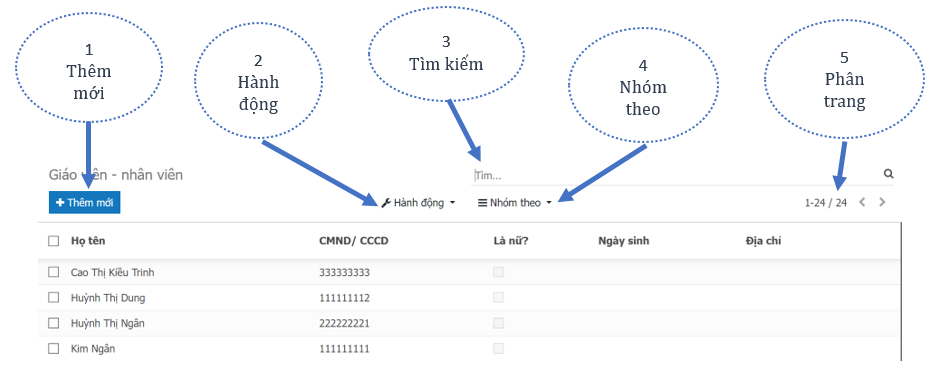 1
Thêm
mới
2
Hành
động
3
Tìm kiếm
4
Nhóm
theo
5
Phân
trang
Giáo viên - nhân viên
Tìm...
Thêm mới
Hành động
Nhóm theo
1-24 / 24
Họ tên CMND/ CCCD Là nữ? Ngày sinh Địa chỉ
Cao Thị Kiều Trinh 333333333
Huỳnh Thị Dung 111111112
Huỳnh Thị Ngân 222222221
Kim Ngân 111111111